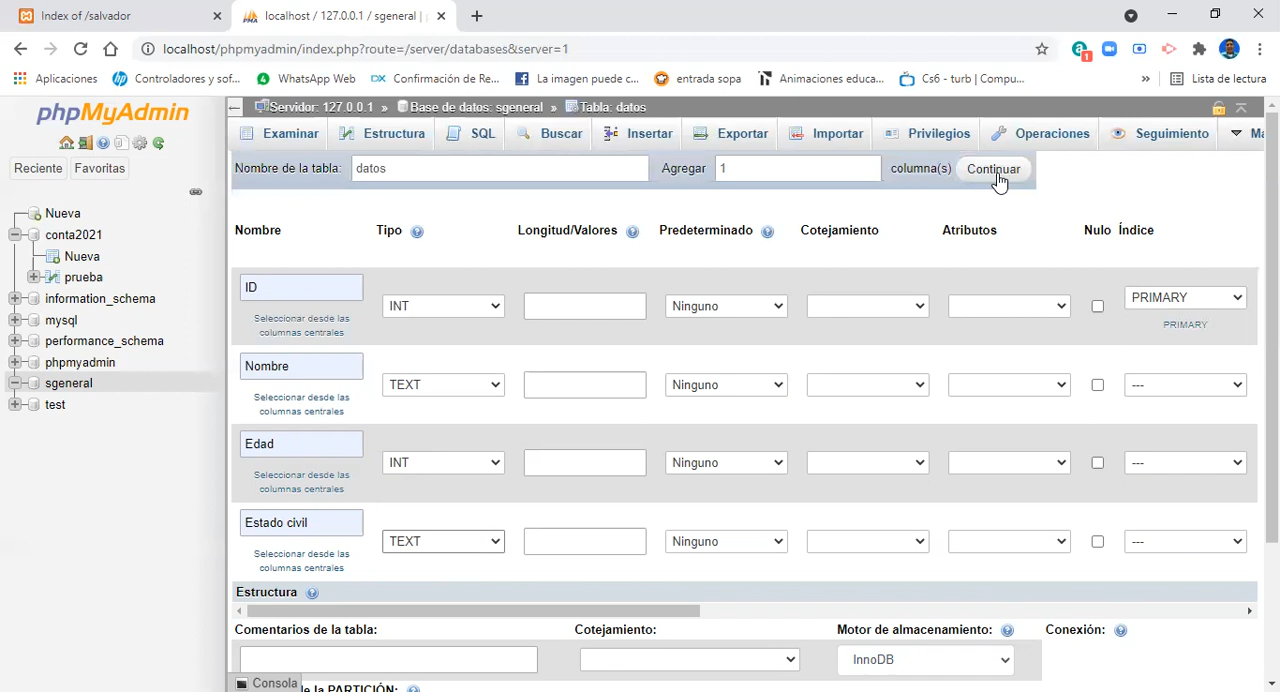 Index of /salvador
localhost / 127.0.0.1 / sgeneral |
localhost/phpmyadmin/index.php?route=/server/databases&server=1
Aplicaciones Controladores y sof... WhatsApp Web Confirmación de Re... La imagen puede c... entrada sopa Animaciones educa... Cs6 - turb | Compu... » Lista de lectura
phpMyAdmin
Servidor: 127.0.0.1 » Base de datos: sgeneral » Tabla: datos
Examinar Estructura SQL Buscar Insertar Exportar Importar Privilegios Operaciones Seguimiento Má
Reciente Favoritas
Nombre de la tabla: datos Agregar 1 columna(s) Continuar
Nueva
conta2021
Nueva
prueba
information_schema
mysql
performance_schema
phpmyadmin
sgeneral
test
Nombre Tipo Longitud/Valores Predeterminado Cotejamiento Atributos Nulo Índice
ID INT Ninguno PRIMARY
Seleccionar desde las
columnas centrales
PRIMARY
Nombre TEXT Ninguno ---
Seleccionar desde las
columnas centrales
Edad INT Ninguno ---
Seleccionar desde las
columnas centrales
Estado civil TEXT Ninguno ---
Seleccionar desde las
columnas centrales
Estructura
Comentarios de la tabla: Cotejamiento: Motor de almacenamiento: Conexión:
InnoDB
Consola
e la PARTICIÓN: